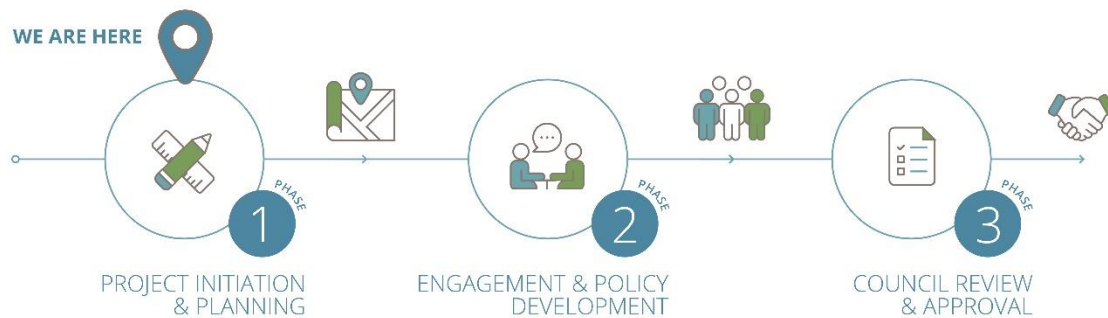 WE ARE HERE
PHASE
1
PROJECT INITIATION
& PLANNING
PHASE
2
ENGAGEMENT & POLICY
DEVELOPMENT
PHASE
3
COUNCIL REVIEW
& APPROVAL